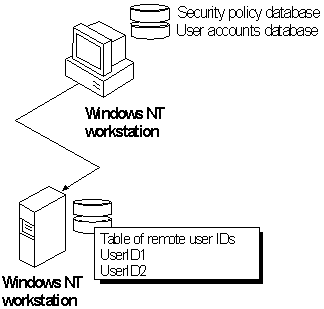 Security policy database
User accounts database
Windows NT
workstation
Table of remote user IDs
UserID1
UserID2
Windows NT
workstation